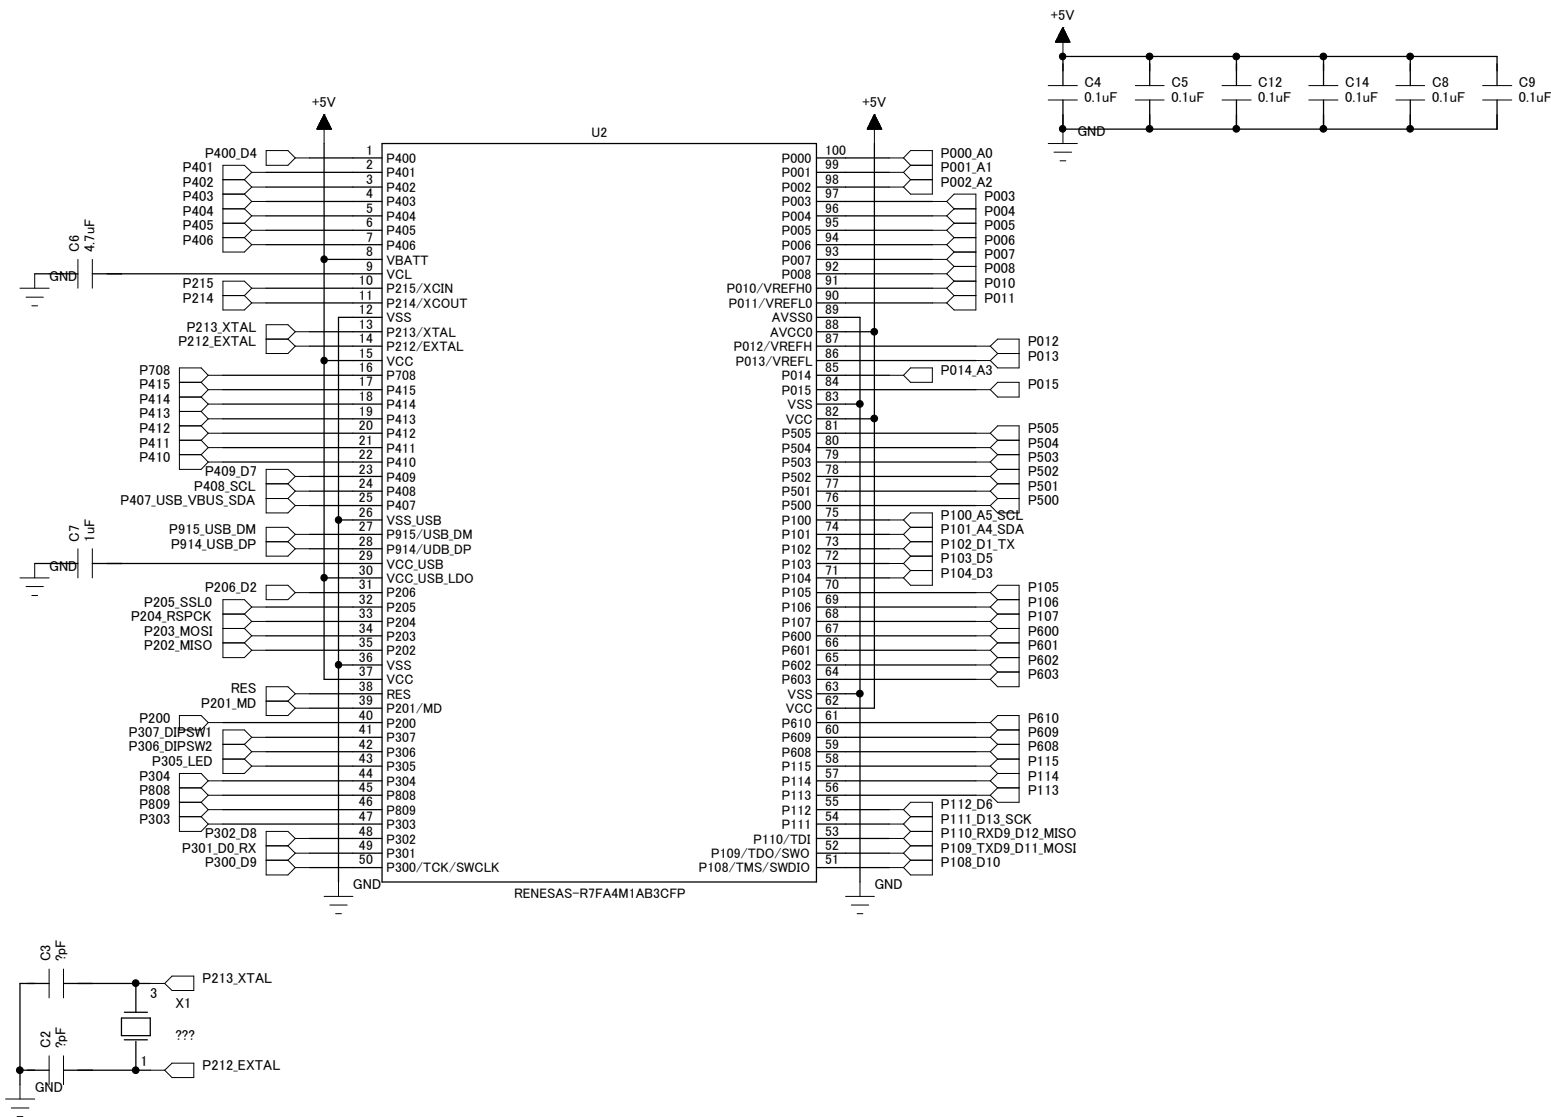 +5V
C4
0.1uF
C5
0.1uF
C12
0.1uF
C14
0.1uF
C8
0.1uF
C9
0.1uF
GND
+5V
+5V
U2
P400_D4 1 P400
P401 2 P401
P402 3 P402
P403 4 P403
P404 5 P404
P405 6 P405
P406 7 P406
8 VBATT
C6
4.7uF
GND
9 VCL
P215 10 P215/XCIN
P214 11 P214/XCOUT
12 VSS
P213_XTAL 13 P213/XTAL
P212_EXTAL 14 P212/EXTAL
15 VCC
P708 16 P708
P415 17 P415
P414 18 P414
P413 19 P413
P412 20 P412
P411 21 P411
P410 22 P410
P409_D7 23 P409
P408_SCL 24 P408
P407_USB_VBUS_SDA 25 P407
26 VSS_USB
P915_USB_DM 27 P915/USB_DM
P914_USB_DP 28 P914/UDB_DP
C7
1uF
GND
29 VCC_USB
30 VCC_USB_LDO
P206_D2 31 P206
P205_SSL0 32 P205
P204_RSPCK 33 P204
P203_MOSI 34 P203
P202_MISO 35 P202
36 VSS
37 VCC
RES 38 RES
P201_MD 39 P201/MD
P200 40 P200
P307_DIPSW1 41 P307
P306_DIPSW2 42 P306
P305_LED 43 P305
P304 44 P304
P808 45 P808
P809 46 P809
P303 47 P303
P302_D8 48 P302
P301_D0_RX 49 P301
P300_D9 50 P300/TCK/SWCLK
GND
P000 100 P000_A0
P001 99 P001_A1
P002 98 P002_A2
P003 97 P003
P004 96 P004
P005 95 P005
P006 94 P006
P007 93 P007
P008 92 P008
P010/VREFH0 91 P010
P011/VREFL0 90 P011
AVSS0 89
AVCC0 88
P012/VREFH 87 P012
P013/VREFL 86 P013
P014 85 P014_A3
P015 84 P015
VSS 83
VCC 82
P505 81 P505
P504 80 P504
P503 79 P503
P502 78 P502
P501 77 P501
P500 76 P500
P100 75 P100_A5_SCL
P101 74 P101_A4_SDA
P102 73 P102_D1_TX
P103 72 P103_D5
P104 71 P104_D3
P105 70 P105
P106 69 P106
P107 68 P107
P600 67 P600
P601 66 P601
P602 65 P602
P603 64 P603
VSS 63
VCC 62
P610 61 P610
P609 60 P609
P608 59 P608
P115 58 P115
P114 57 P114
P113 56 P113
P112 55 P112_D6
P111 54 P111_D13_SCK
P110/TDI 53 P110_RXD9_D12_MISO
P109/TDO/SWO 52 P109_TXD9_D11_MOSI
P108/TMS/SWDIO 51 P108_D10
GND
RENESAS-R7FA4M1AB3CFP
C3
?pF
P213_XTAL
3
X1
???
C2
?pF
1
P212_EXTAL
GND